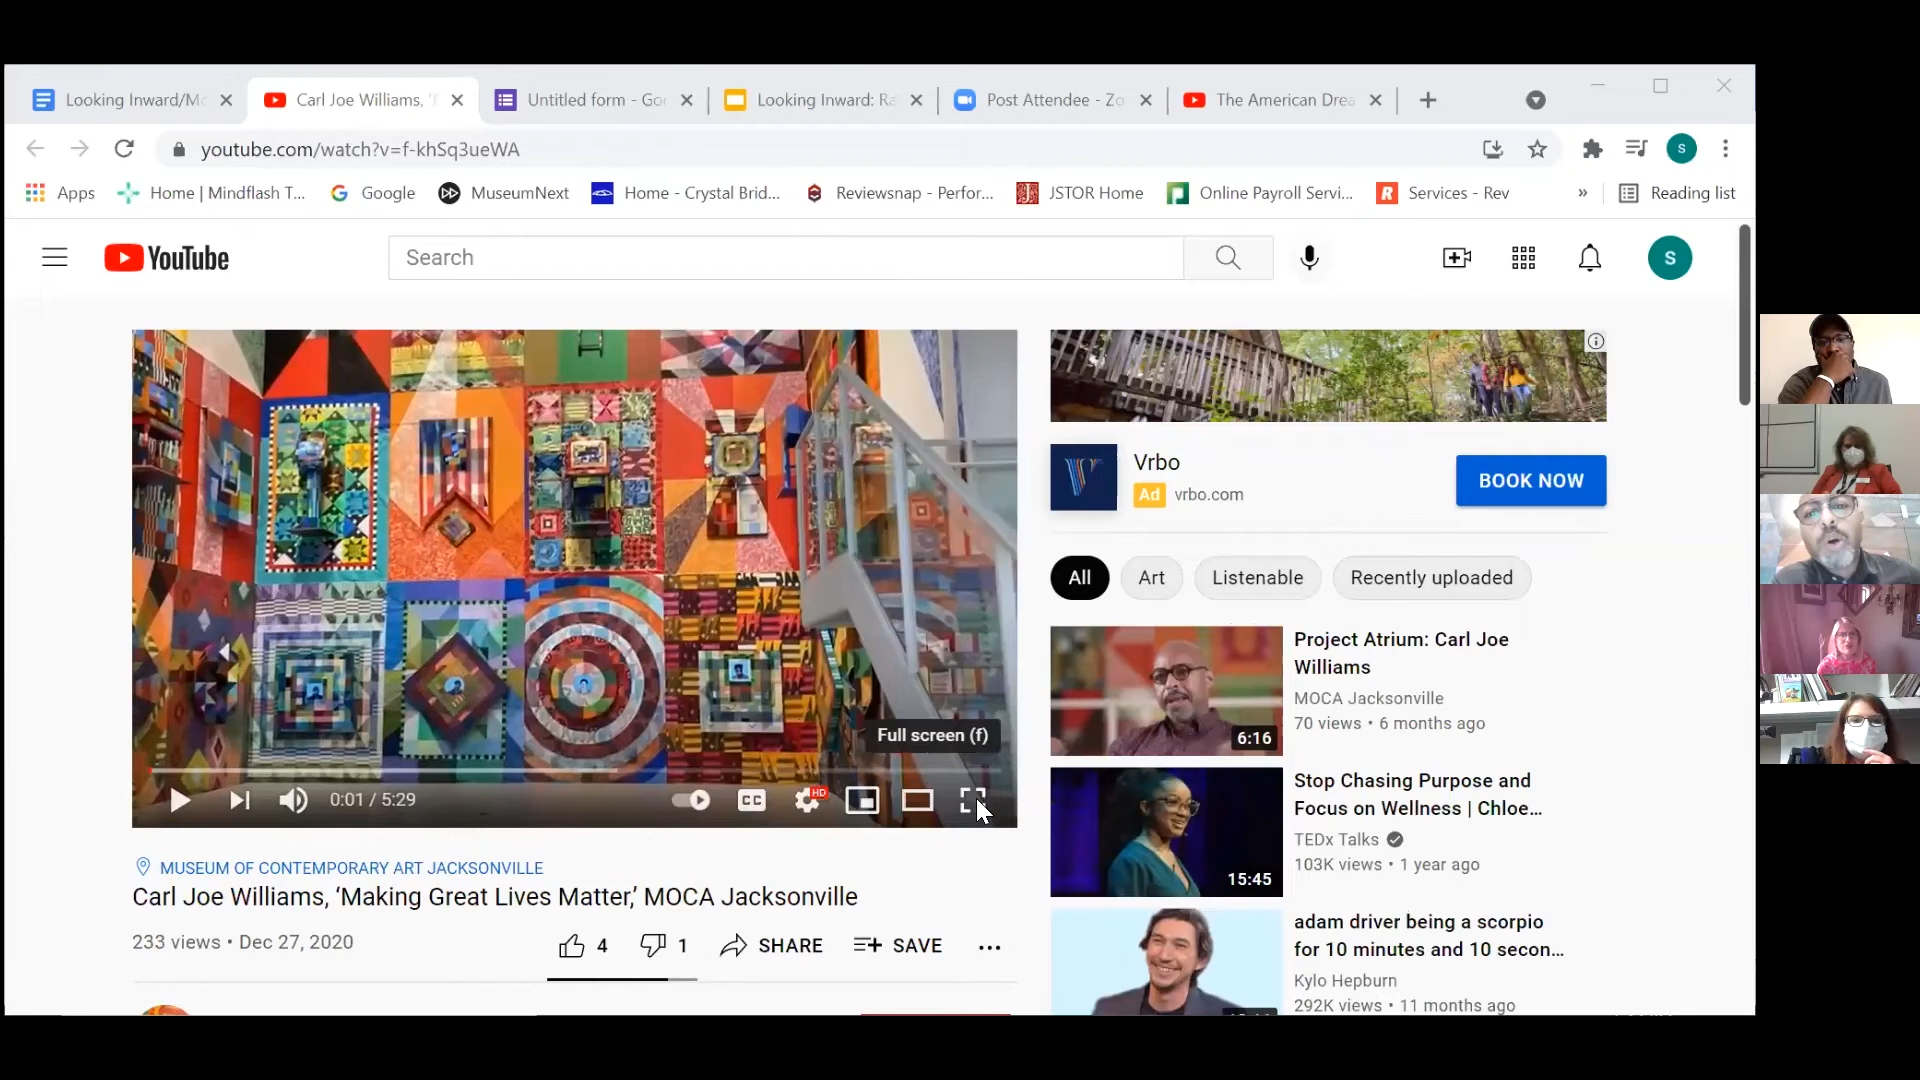 Looking Inward/Mo
Carl Joe Williams, '
Untitled form - Goo
Looking Inward: Ra
Post Attendee - Zo
The American Drea
youtube.com/watch?v=f-khSq3ueWA
S
Apps
Home | Mindflash T...
Google
MuseumNext
Home - Crystal Brid...
Reviewsnap - Perfor...
JSTOR Home
Online Payroll Servi...
Services - Rev
»
Reading list
YouTube
Search
S
Full screen (f)
0:01 / 5:29
CC
HD
MUSEUM OF CONTEMPORARY ART JACKSONVILLE
Carl Joe Williams, ‘Making Great Lives Matter,’ MOCA Jacksonville
233 views • Dec 27, 2020
4
1
SHARE
SAVE
Vrbo
Ad vrbo.com
BOOK NOW
All
Art
Listenable
Recently uploaded
6:16
Project Atrium: Carl Joe
Williams
MOCA Jacksonville
70 views • 6 months ago
15:45
Stop Chasing Purpose and
Focus on Wellness | Chloe...
TEDx Talks
103K views • 1 year ago
adam driver being a scorpio
for 10 minutes and 10 secon...
Kylo Hepburn
292K views • 11 months ago